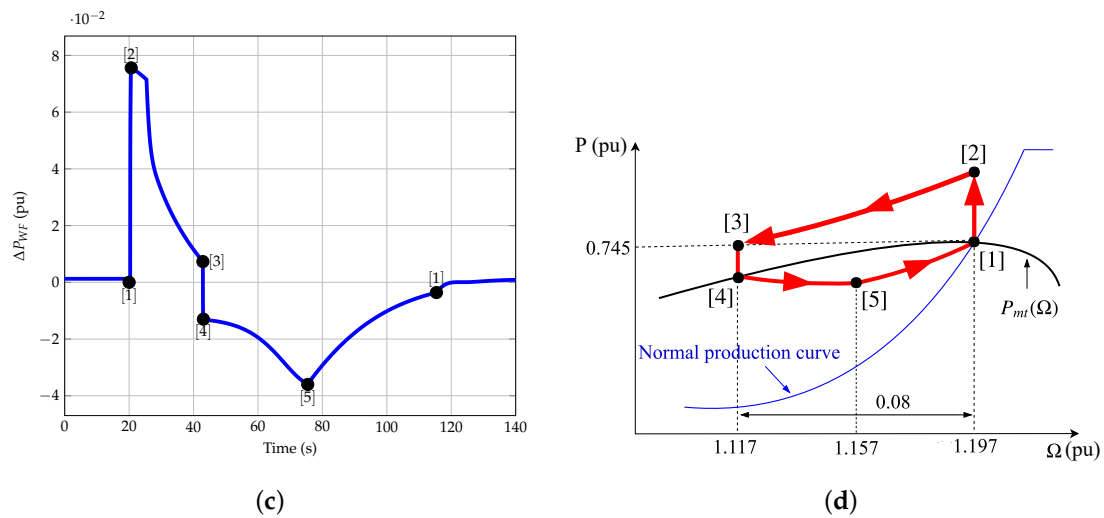 ·10⁻²
8
6
4
2
0
−2
−4
ΔP_WF (pu)
[2]
[1]
[3]
[4]
[5]
[1]
0 20 40 60 80 100 120 140
Time (s)
(c)
P (pu)
[2]
[3]
0.745
[1]
[4]
[5]
P_mt(Ω)
Normal production curve
0.08
1.117 1.157 1.197 Ω (pu)
(d)